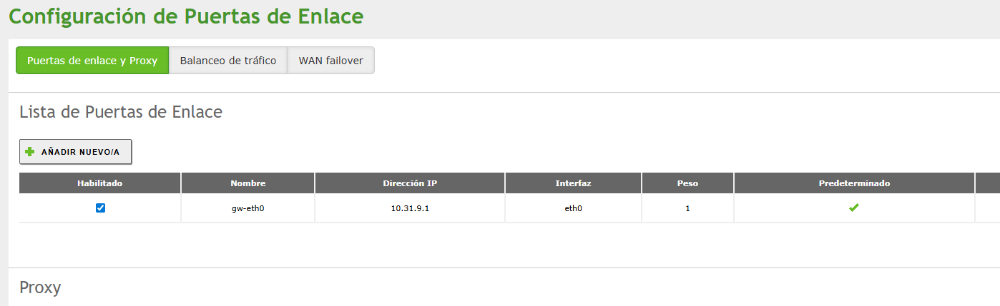 Configuración de Puertas de Enlace
Puertas de enlace y Proxy Balanceo de tráfico WAN failover
Lista de Puertas de Enlace
AÑADIR NUEVO/A
Habilitado Nombre Dirección IP Interfaz Peso Predeterminado
gw-eth0 10.31.9.1 eth0 1
Proxy